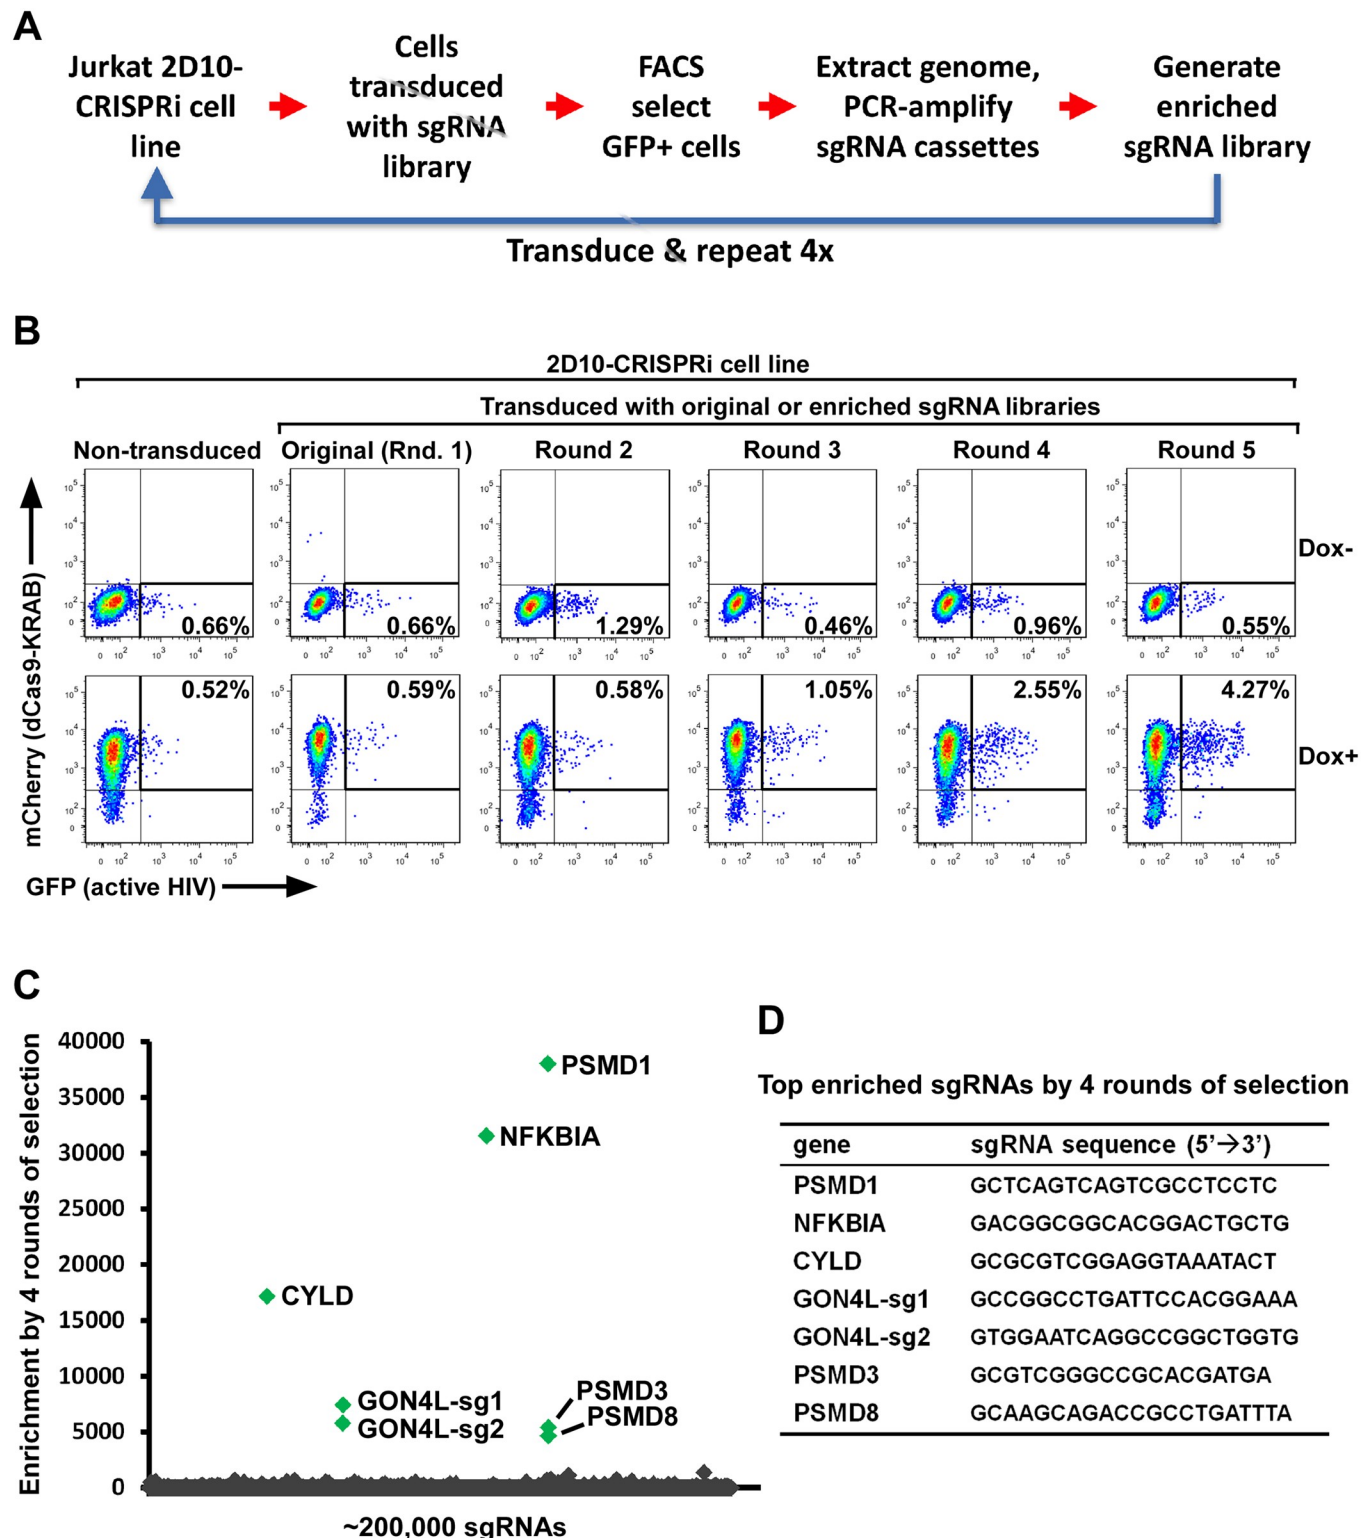 A
Jurkat 2D10-
CRISPRi cell
line
Cells
transduced
with sgRNA
library
FACS
select
GFP+ cells
Extract genome,
PCR-amplify
sgRNA cassettes
Generate
enriched
sgRNA library
Transduce & repeat 4x
B
2D10-CRISPRi cell line
Transduced with original or enriched sgRNA libraries
Non-transduced
Original (Rnd. 1)
Round 2
Round 3
Round 4
Round 5
mCherry (dCas9-KRAB)
0.66%
0.66%
1.29%
0.46%
0.96%
0.55%
Dox-
0.52%
0.59%
0.58%
1.05%
2.55%
4.27%
Dox+
GFP (active HIV)
C
Enrichment by 4 rounds of selection
40000
35000
30000
25000
20000
15000
10000
5000
0
PSMD1
NFKBIA
CYLD
GON4L-sg1
GON4L-sg2
PSMD3
PSMD8
~200,000 sgRNAs
D
Top enriched sgRNAs by 4 rounds of selection
gene sgRNA sequence (5’→3’)
PSMD1 GCTCAGTCAGTCGCCTCCTC
NFKBIA GACGGCGGCACGGACTGCTG
CYLD GCGCGTCGGAGGTAAATACT
GON4L-sg1 GCCGGCCTGATTCCACGGAAA
GON4L-sg2 GTGGAATCAGGCCGGCTGGTG
PSMD3 GCGTCGGGCCGCACGATGA
PSMD8 GCAAGCAGACCGCCTGATTTA